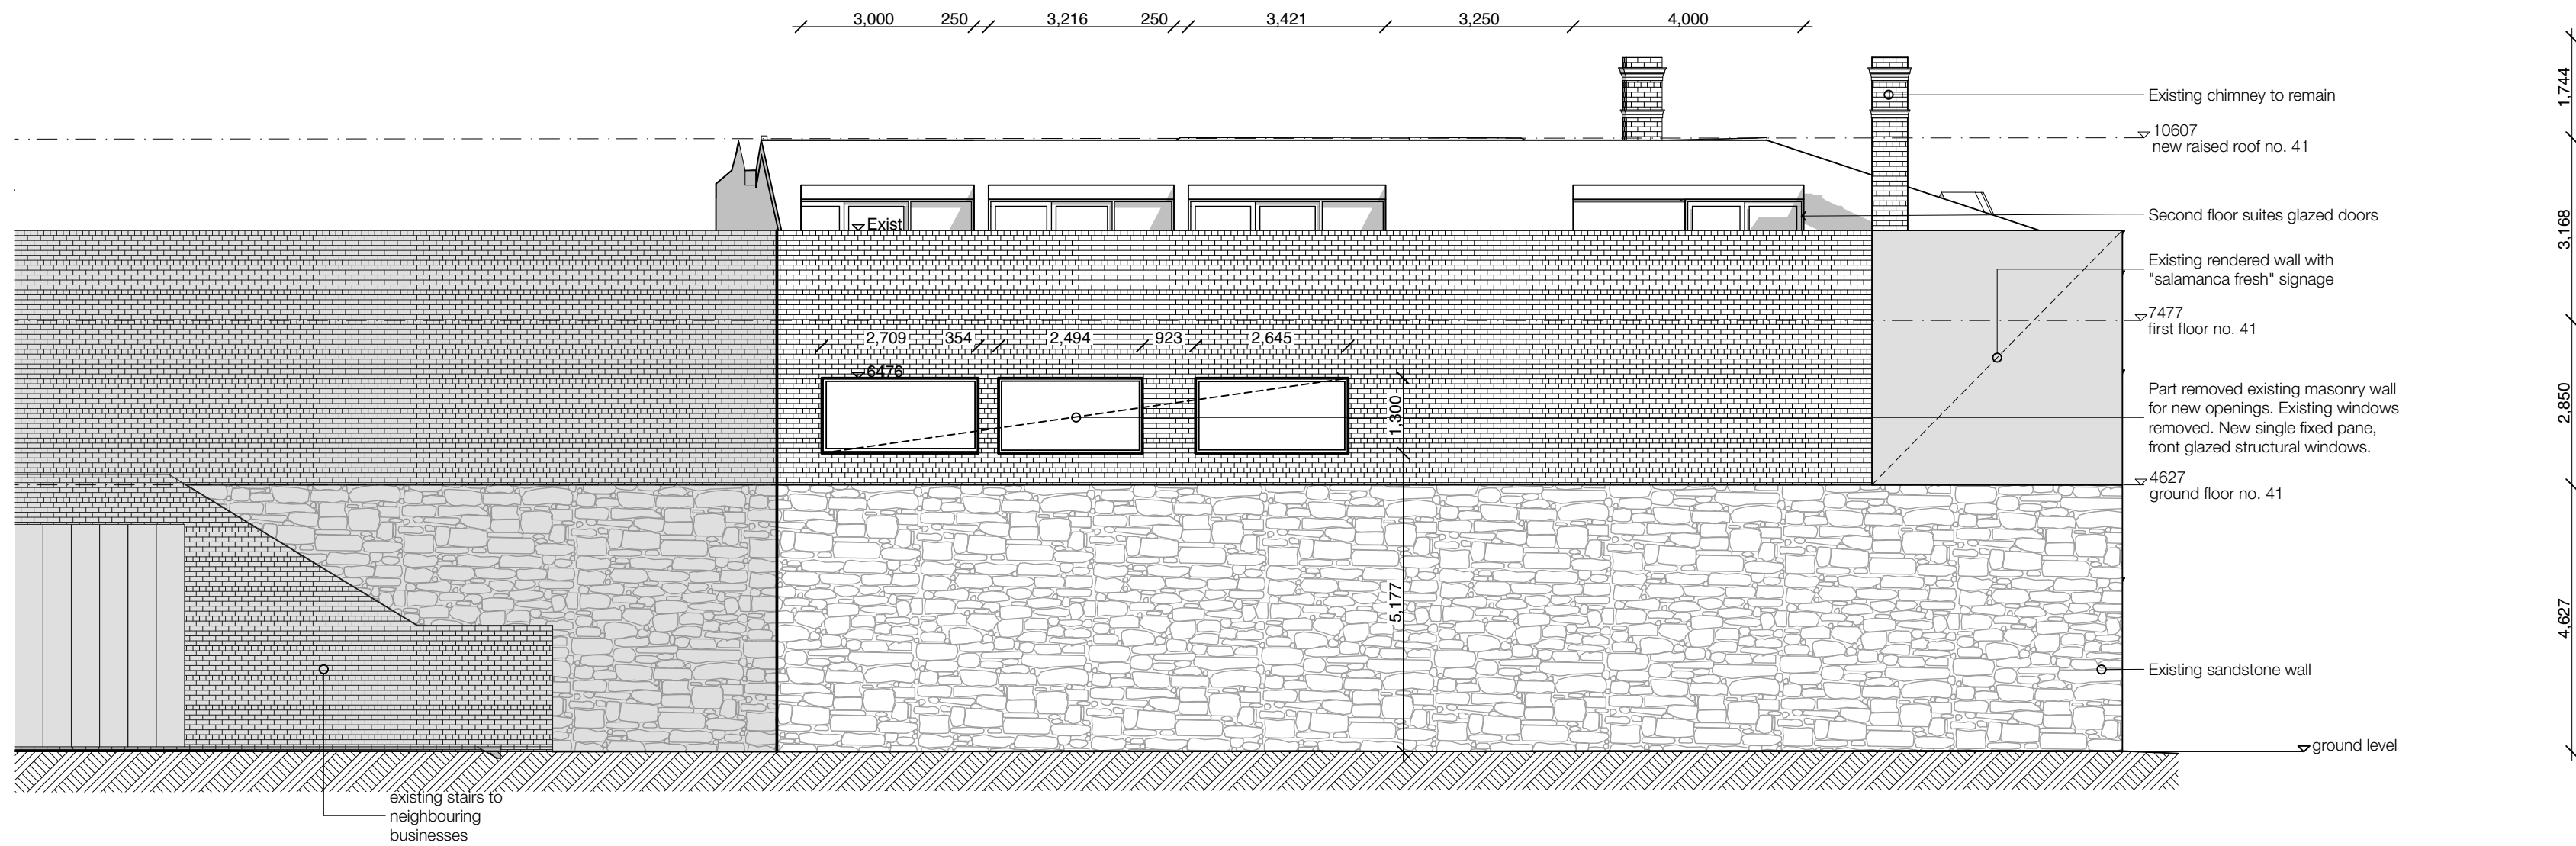 3,000 250 3,216 250 3,421 3,250 4,000
1,744
Existing chimney to remain
10607
new raised roof no. 41
Second floor suites glazed doors
Exist
3,168
Existing rendered wall with
"salamanca fresh" signage
7477
first floor no. 41
2,709 354 2,494 923 2,645
6476
1,300
2,850
Part removed existing masonry wall
for new openings. Existing windows
removed. New single fixed pane,
front glazed structural windows.
4627
ground floor no. 41
5,177
4,627
Existing sandstone wall
ground level
existing stairs to
neighbouring
businesses